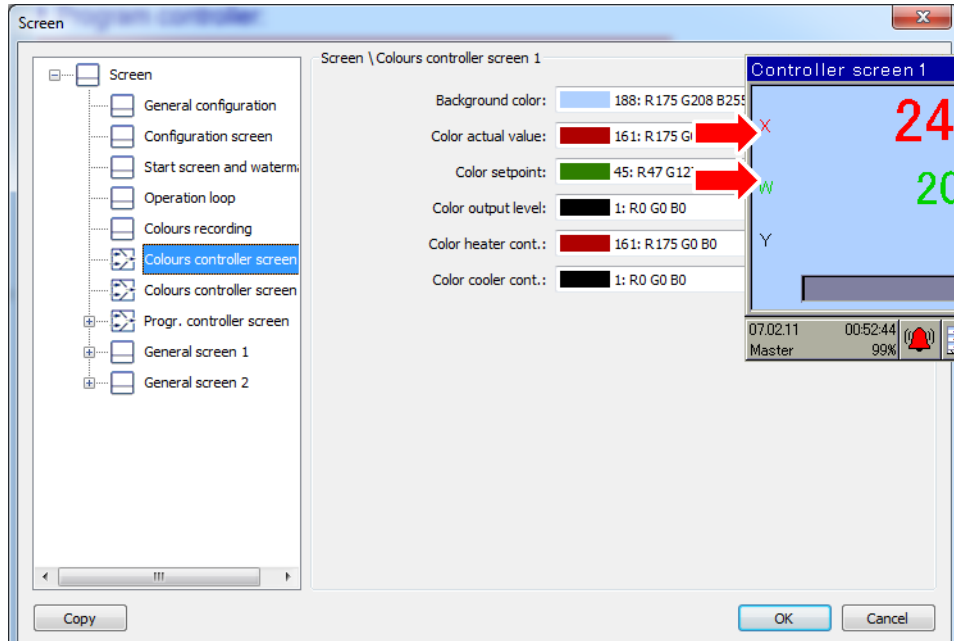 Program controller:
Screen
Screen
General configuration
Configuration screen
Start screen and waterma
Operation loop
Colours recording
Colours controller screen
Colours controller screen
Progr. controller screen
General screen 1
General screen 2
Screen \ Colours controller screen 1
Background color: 188: R175 G208 B255
Color actual value: 161: R175 G
Color setpoint: 45: R47 G12
Color output level: 1: R0 G0 B0
Color heater cont.: 161: R175 G0 B0
Color cooler cont.: 1: R0 G0 B0
Controller screen 1
X 24
W 20
Y
07.02.11 00:52:44
Master 99%
Copy
OK
Cancel